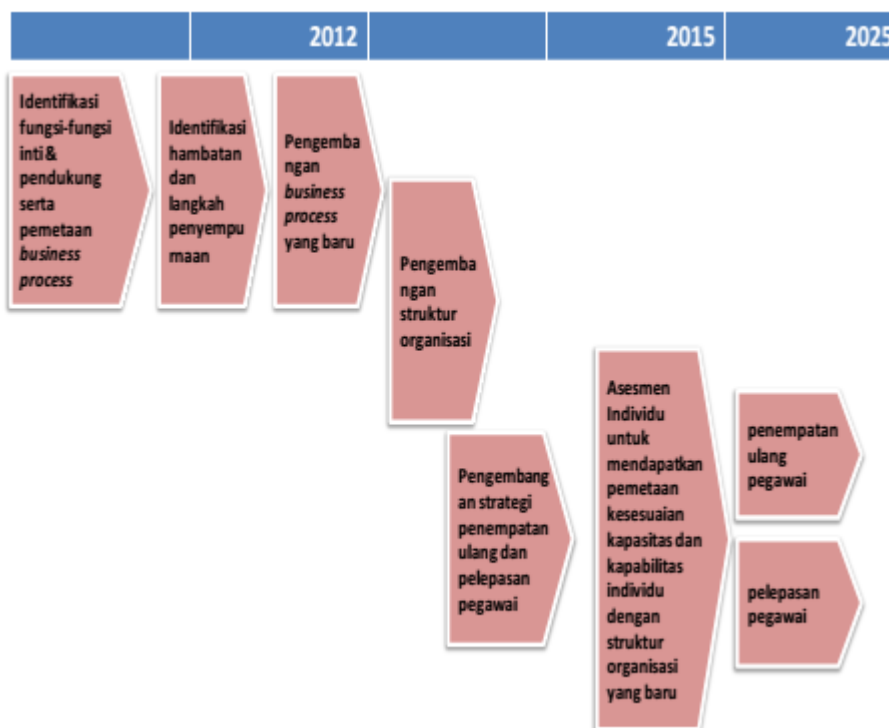 2012
2015
2025
Identifikasi
fungsi-fungsi
inti &
pendukung
serta
pemetaan
business
process
Identifikasi
hambatan
dan
langkah
penyempu
rnaan
Pengemba
ngan
business
process
yang baru
Pengemba
ngan
struktur
organisasi
Pengembang
an strategi
penempatan
ulang dan
pelepasan
pegawai
Asesmen
Individu
untuk
mendapatkan
pemetaan
kesesuaian
kapasitas dan
kapabilitas
individu
dengan
struktur
organisasi
yang baru
penempatan
ulang
pegawai
pelepasan
pegawai